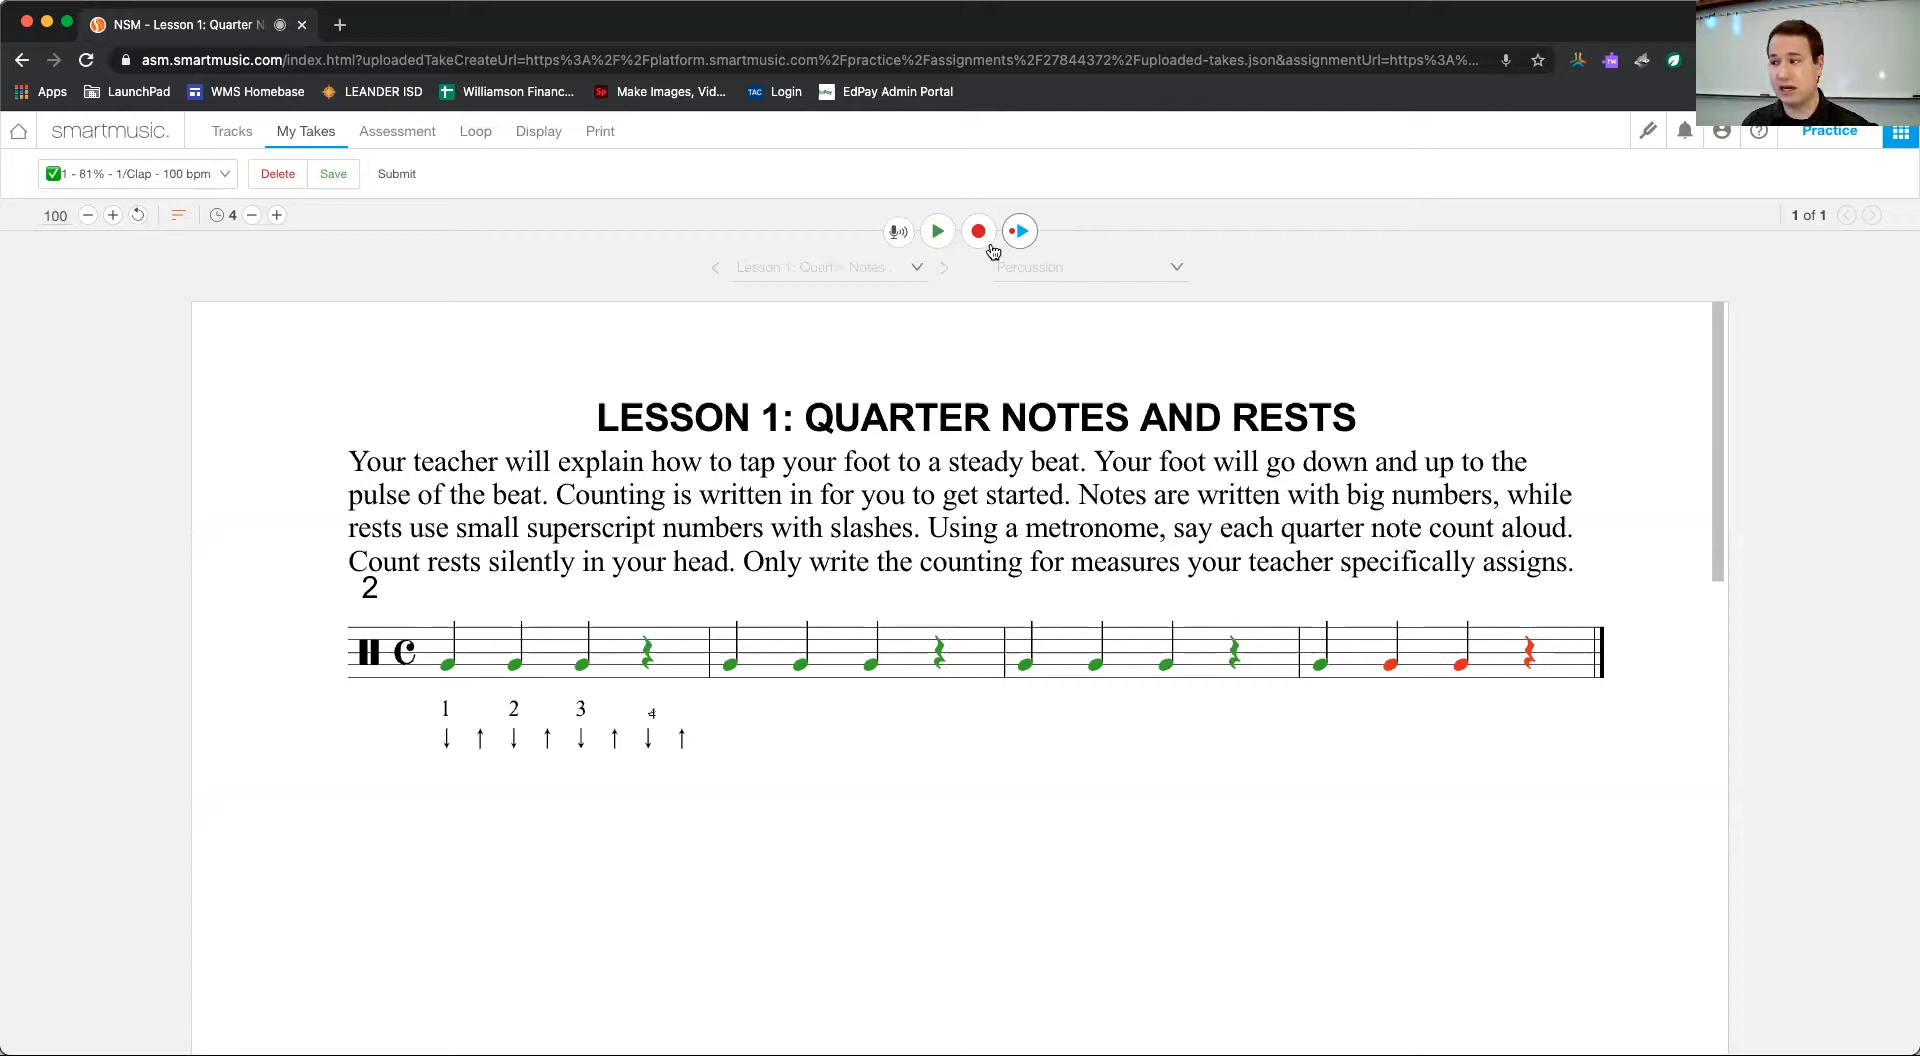 NSM - Lesson 1: Quarter N
asm.smartmusic.com/index.html?uploadedTakeCreateUrl=https%3A%2F%2Fplatform.smartmusic.com%2Fpractice%2Fassignments%2F27844372%2Fuploaded-takes.json&assignmentUrl=https%3A%...
Apps LaunchPad WMS Homebase LEANDER ISD Williamson Financ... Sp Make Images, Vid... TAC Login EdPay Admin Portal
smartmusic. Tracks My Takes Assessment Loop Display Print Practice
1 - 81% - 1/Clap - 100 bpm Delete Save Submit
100 4 1 of 1
Lesson 1: Quarter Notes Percussion
LESSON 1: QUARTER NOTES AND RESTS
Your teacher will explain how to tap your foot to a steady beat. Your foot will go down and up to the
pulse of the beat. Counting is written in for you to get started. Notes are written with big numbers, while
rests use small superscript numbers with slashes. Using a metronome, say each quarter note count aloud.
Count rests silently in your head. Only write the counting for measures your teacher specifically assigns.
2
1 2 3 4
↓ ↑ ↓ ↑ ↓ ↑ ↓ ↑